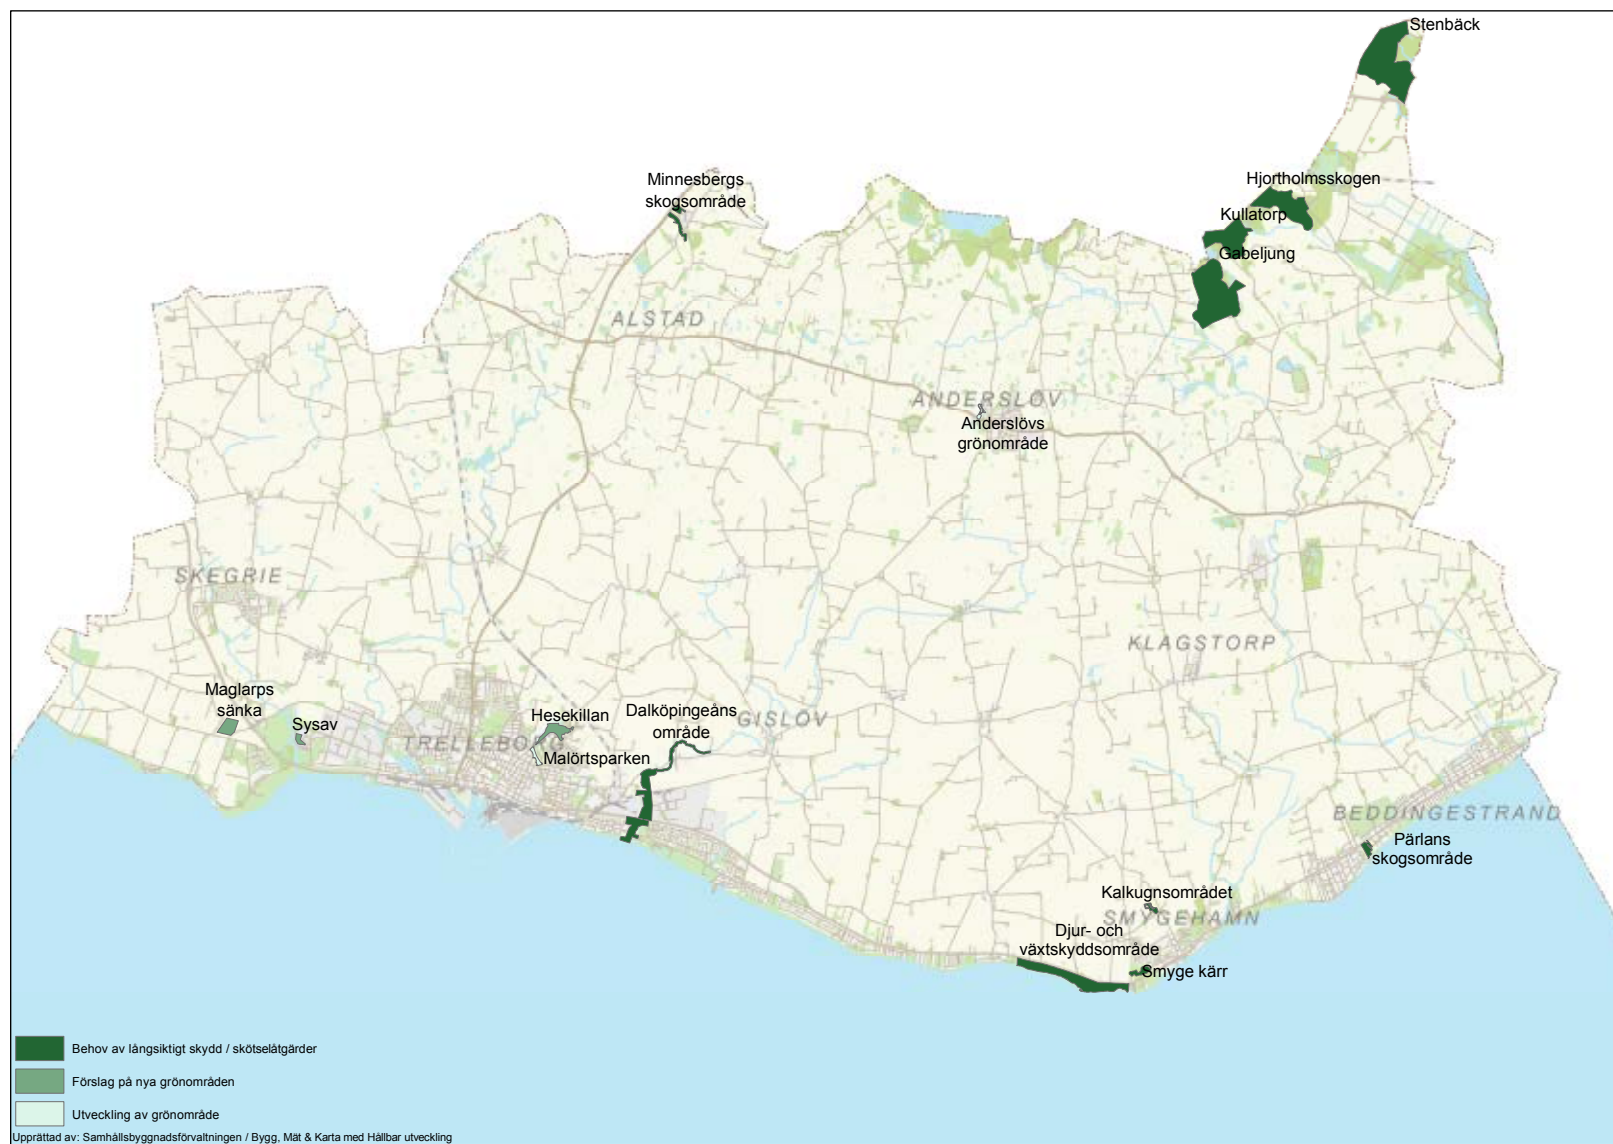 Stenbäck
Minnesbergs
skogsområde
Hjortholmsskogen
Kullatorp
Gabeljung
ALSTAD
ANDERSLÖV
Anderslövs
grönområde
SKEGRIE
KLAGSTORP
Maglarps
sänka
Sysav
Hesekillan
Dalköpingeåns
område
GISLÖV
TRELLEBO
Malörtsparken
BEDDINGESTRAND
Pärlans
skogsområde
Kalkugnsområdet
SMYGEHAMN
Djur- och
växtskyddsområde
Smyge kärr
Behov av långsiktigt skydd / skötselåtgärder
Förslag på nya grönområden
Utveckling av grönområde
Upprättad av: Samhällsbyggnadsförvaltningen / Bygg, Mät & Karta med Hållbar utveckling